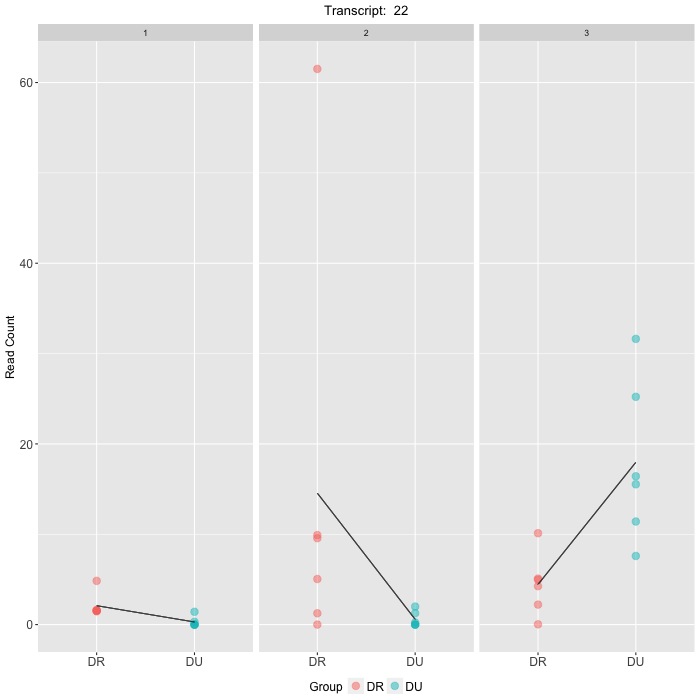 Transcript:  22
1 2 3
60
40
20
0
Read Count
DR DU DR DU DR DU
Group DR DU